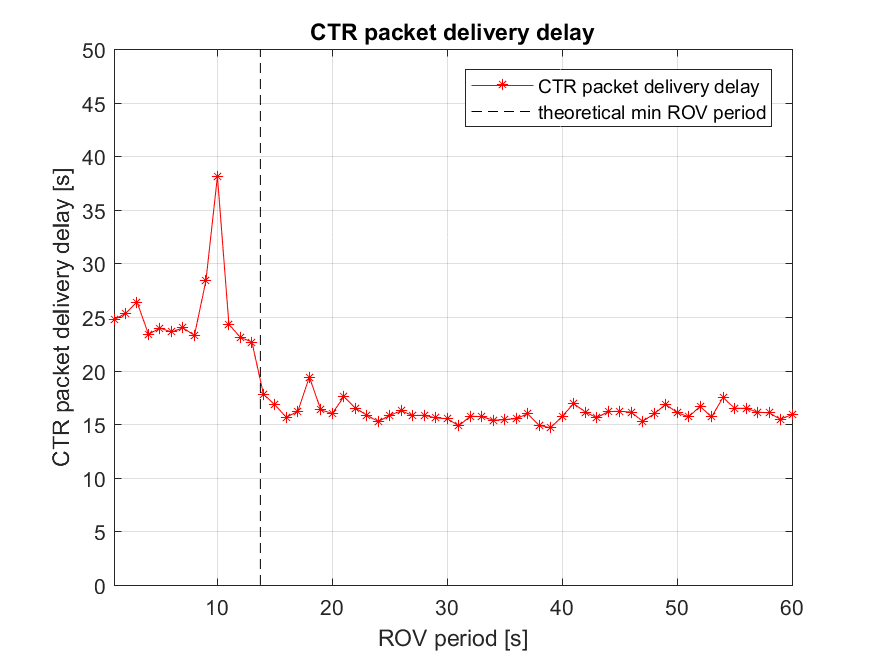 CTR packet delivery delay
50
45
40
35
30
25
20
15
10
5
0
CTR packet delivery delay [s]
CTR packet delivery delay
theoretical min ROV period
10 20 30 40 50 60
ROV period [s]